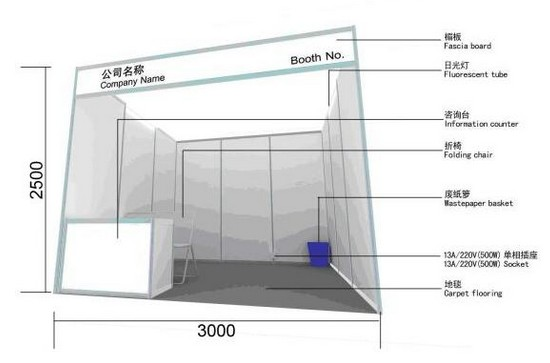 公司名称
Company Name
Booth No.
楣板
Fascia board
日光灯
Fluorescent tube
咨询台
Information counter
折椅
Folding chair
废纸箩
Wastepaper basket
13A/220V(500W) 单相插座
13A/220V(500W) Socket
地毯
Carpet flooring
2500
3000